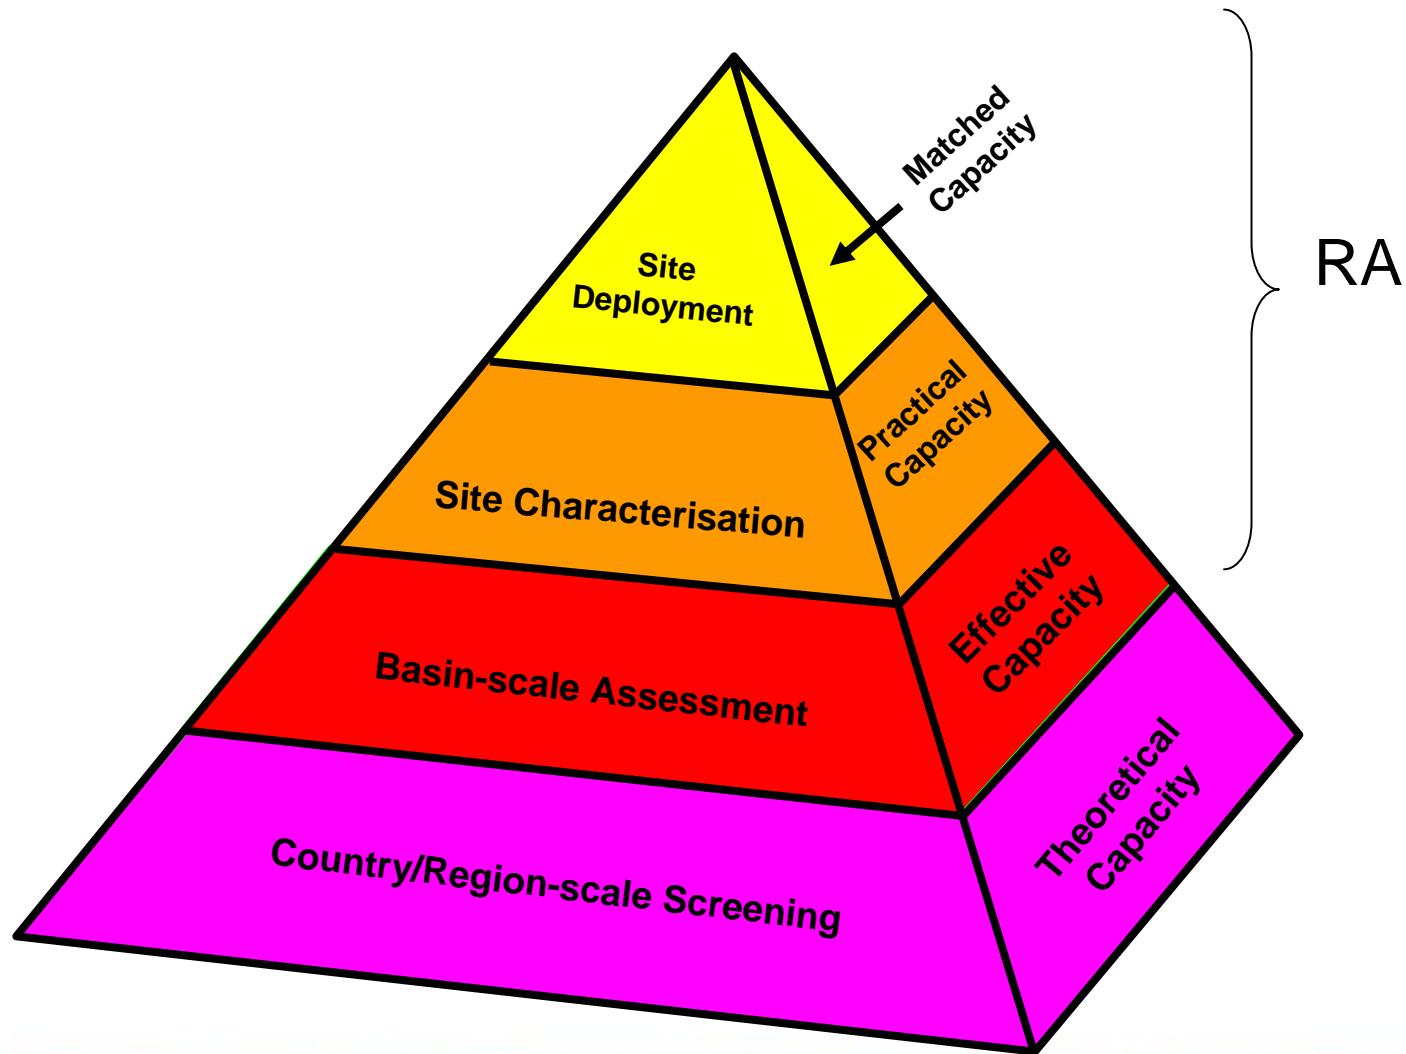 Matched
Capacity
RA
Site
Deployment
Practical
Capacity
Site Characterisation
Effective
Capacity
Basin-scale Assessment
Theoretical
Capacity
Country/Region-scale Screening